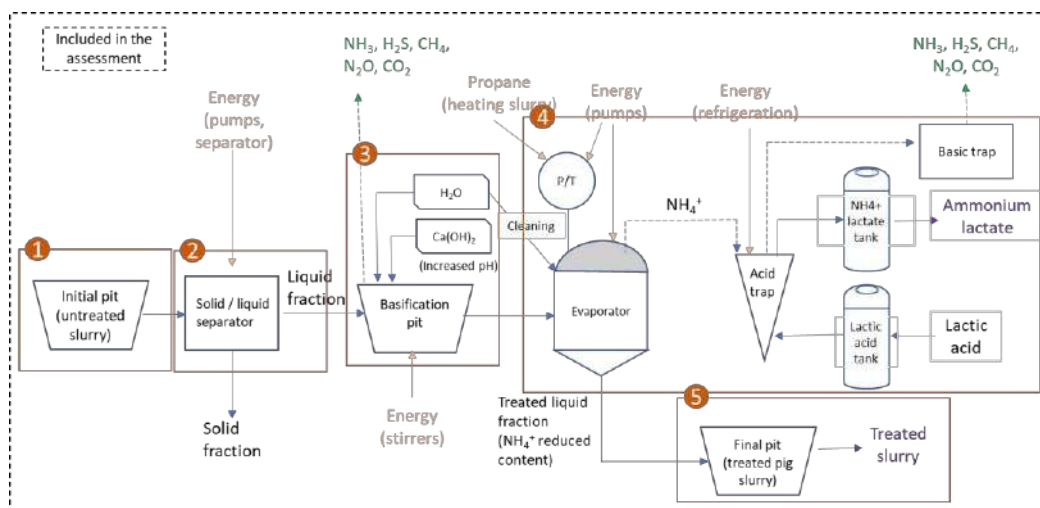 Included in the
assessment
NH₃, H₂S, CH₄,
N₂O, CO₂
NH₃, H₂S, CH₄,
N₂O, CO₂
Energy
(pumps,
separator)
Propane
(heating slurry)
Energy
(pumps)
Energy
(refrigeration)
4
3
P/T
Basic trap
H₂O
Cleaning
Ca(OH)₂
(Increased pH)
NH₄⁺
NH4+
lactate
tank
Ammonium
lactate
1
2
Initial pit
(untreated
slurry)
Solid / liquid
separator
Liquid
fraction
Basification
pit
Evaporator
Acid
trap
Lactic
acid
tank
Lactic
acid
Solid
fraction
Energy
(stirrers)
Treated liquid
fraction
(NH₄⁺ reduced
content)
5
Final pit
(treated pig
slurry)
Treated
slurry